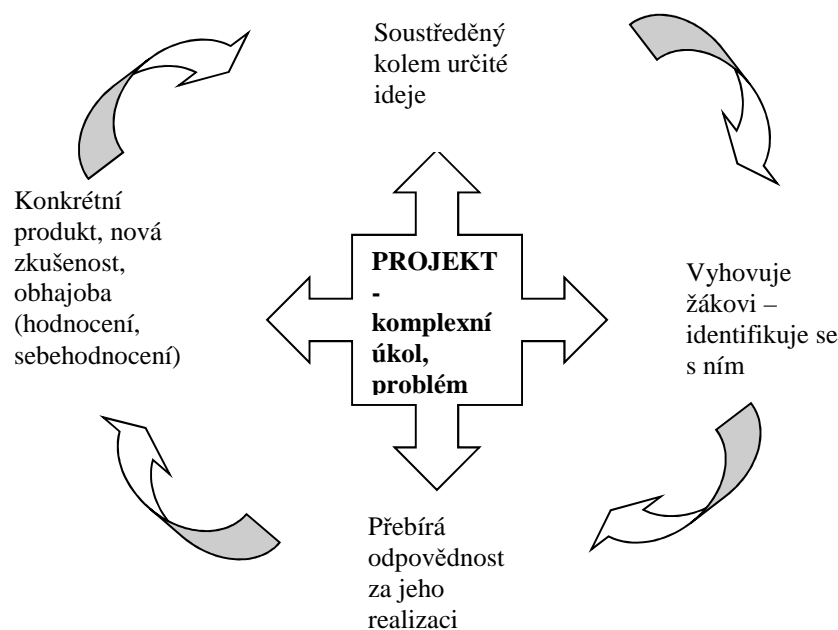 Soustředěný
kolem určité
ideje
Konkrétní
produkt, nová
zkušenost,
obhajoba
(hodnocení,
sebehodnocení)
PROJEKT
-
komplexní
úkol,
problém
Vyhovuje
žákovi –
identifikuje se
s ním
Přebírá
odpovědnost
za jeho
realizaci